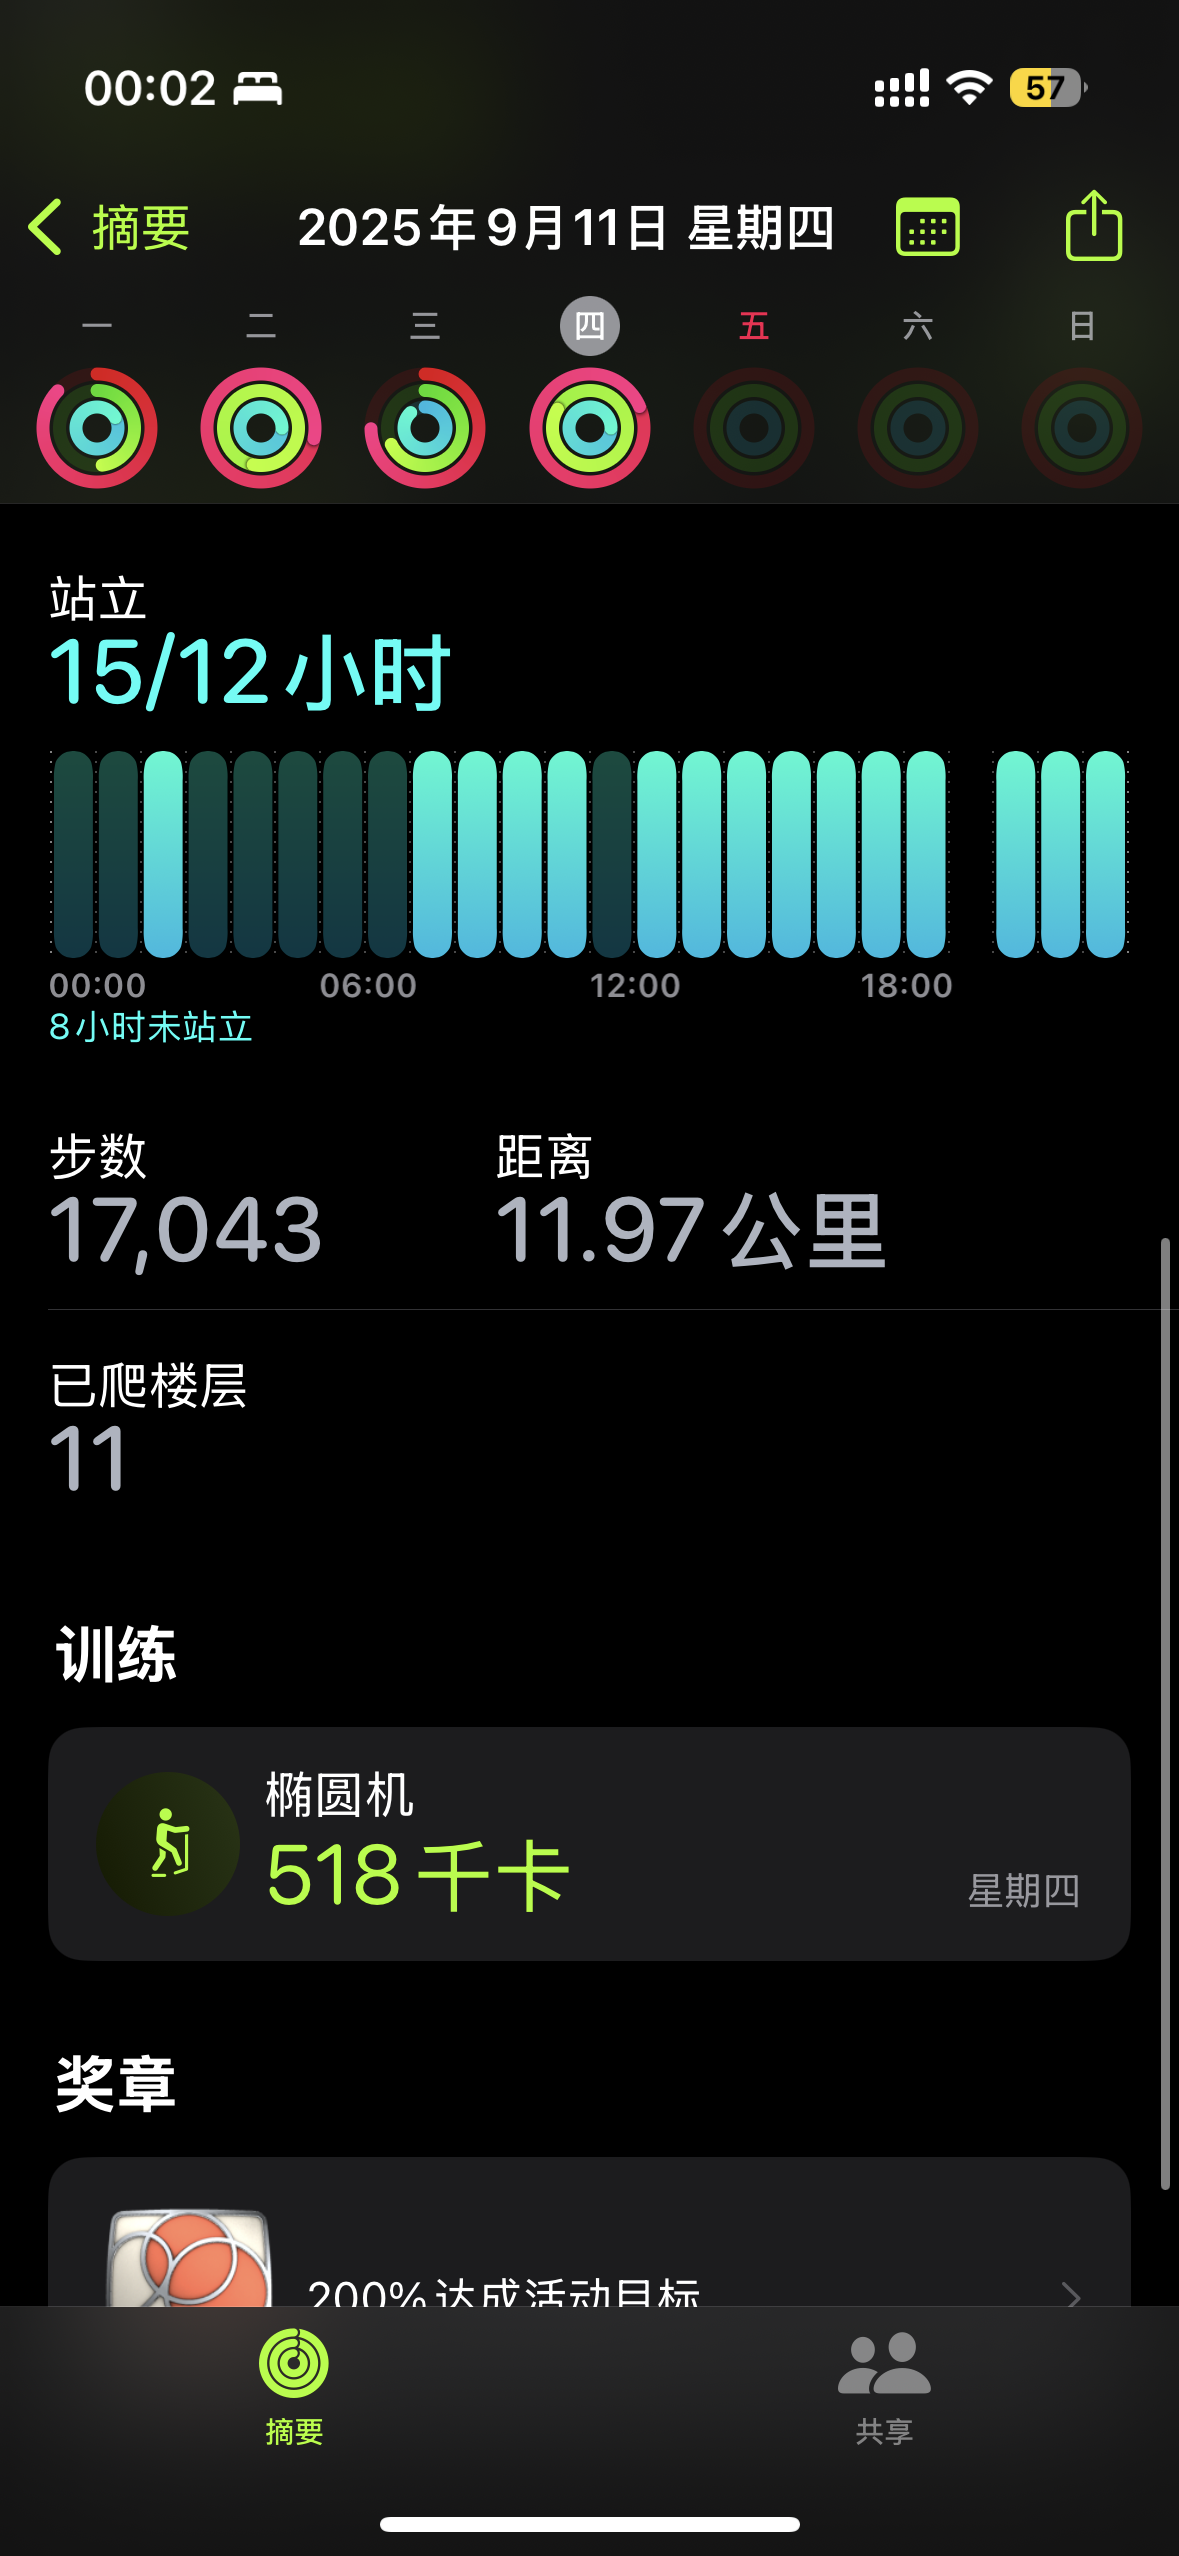 00:02
57
摘要
2025年9月11日 星期四
一 二 三 四 五 六 日
站立
15/12小时
00:00 06:00 12:00 18:00
8小时未站立
步数 距离
17,043 11.97公里
已爬楼层
11
训练
椭圆机
518千卡
星期四
奖章
200%达成活动目标
摘要 共享